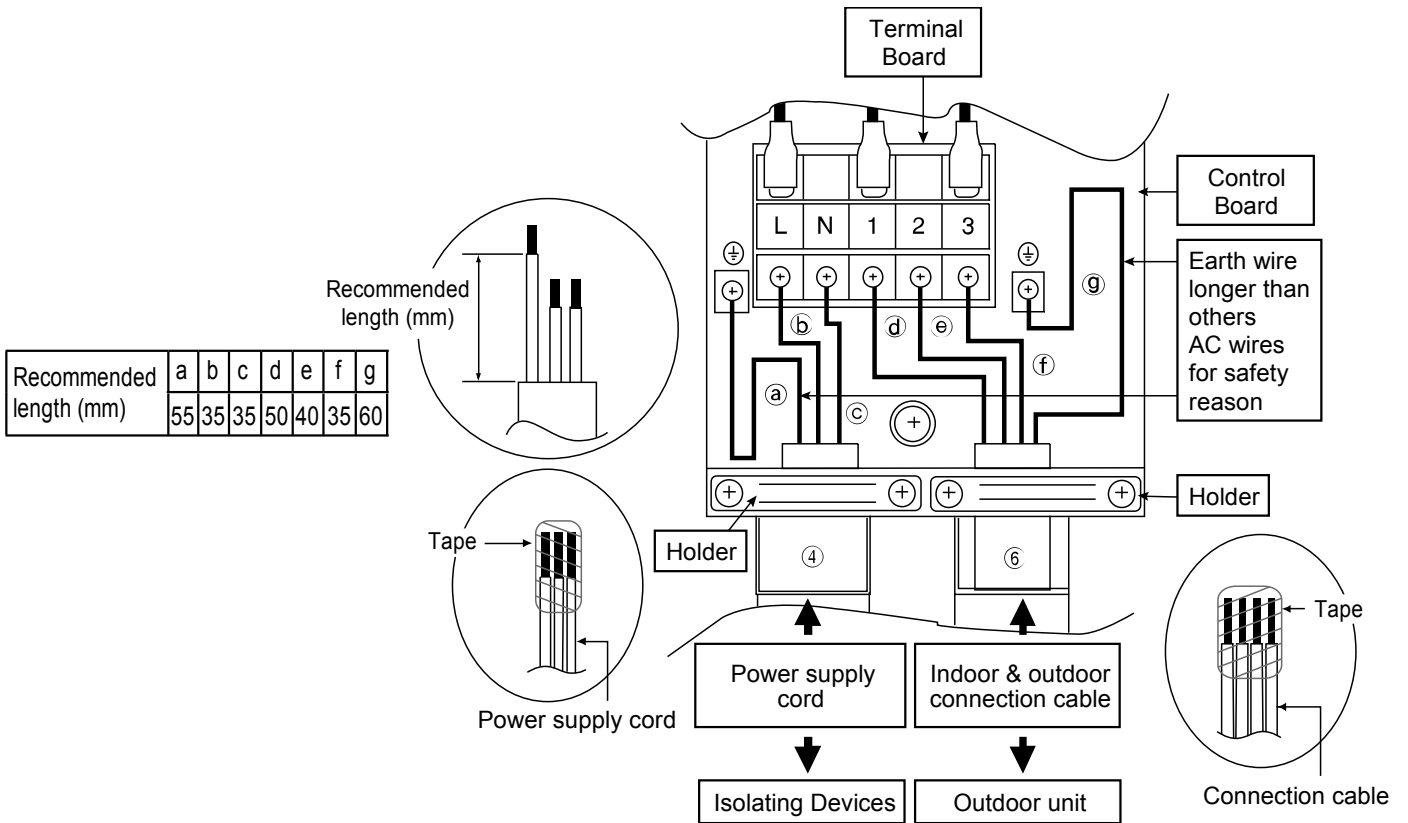 Terminal
Board
Control
Board
L N 1 2 3
Earth wire
longer than
others
AC wires
for safety
reason
ⓑ ⓓ ⓔ ⓖ
ⓕ
ⓐ
ⓒ
Recommended
length (mm)
Recommended
length (mm)
a b c d e f g
55 35 35 50 40 35 60
Holder
Holder
④ ⑥
Tape
Power supply cord
Power supply
cord
Indoor & outdoor
connection cable
Isolating Devices
Outdoor unit
Tape
Connection cable